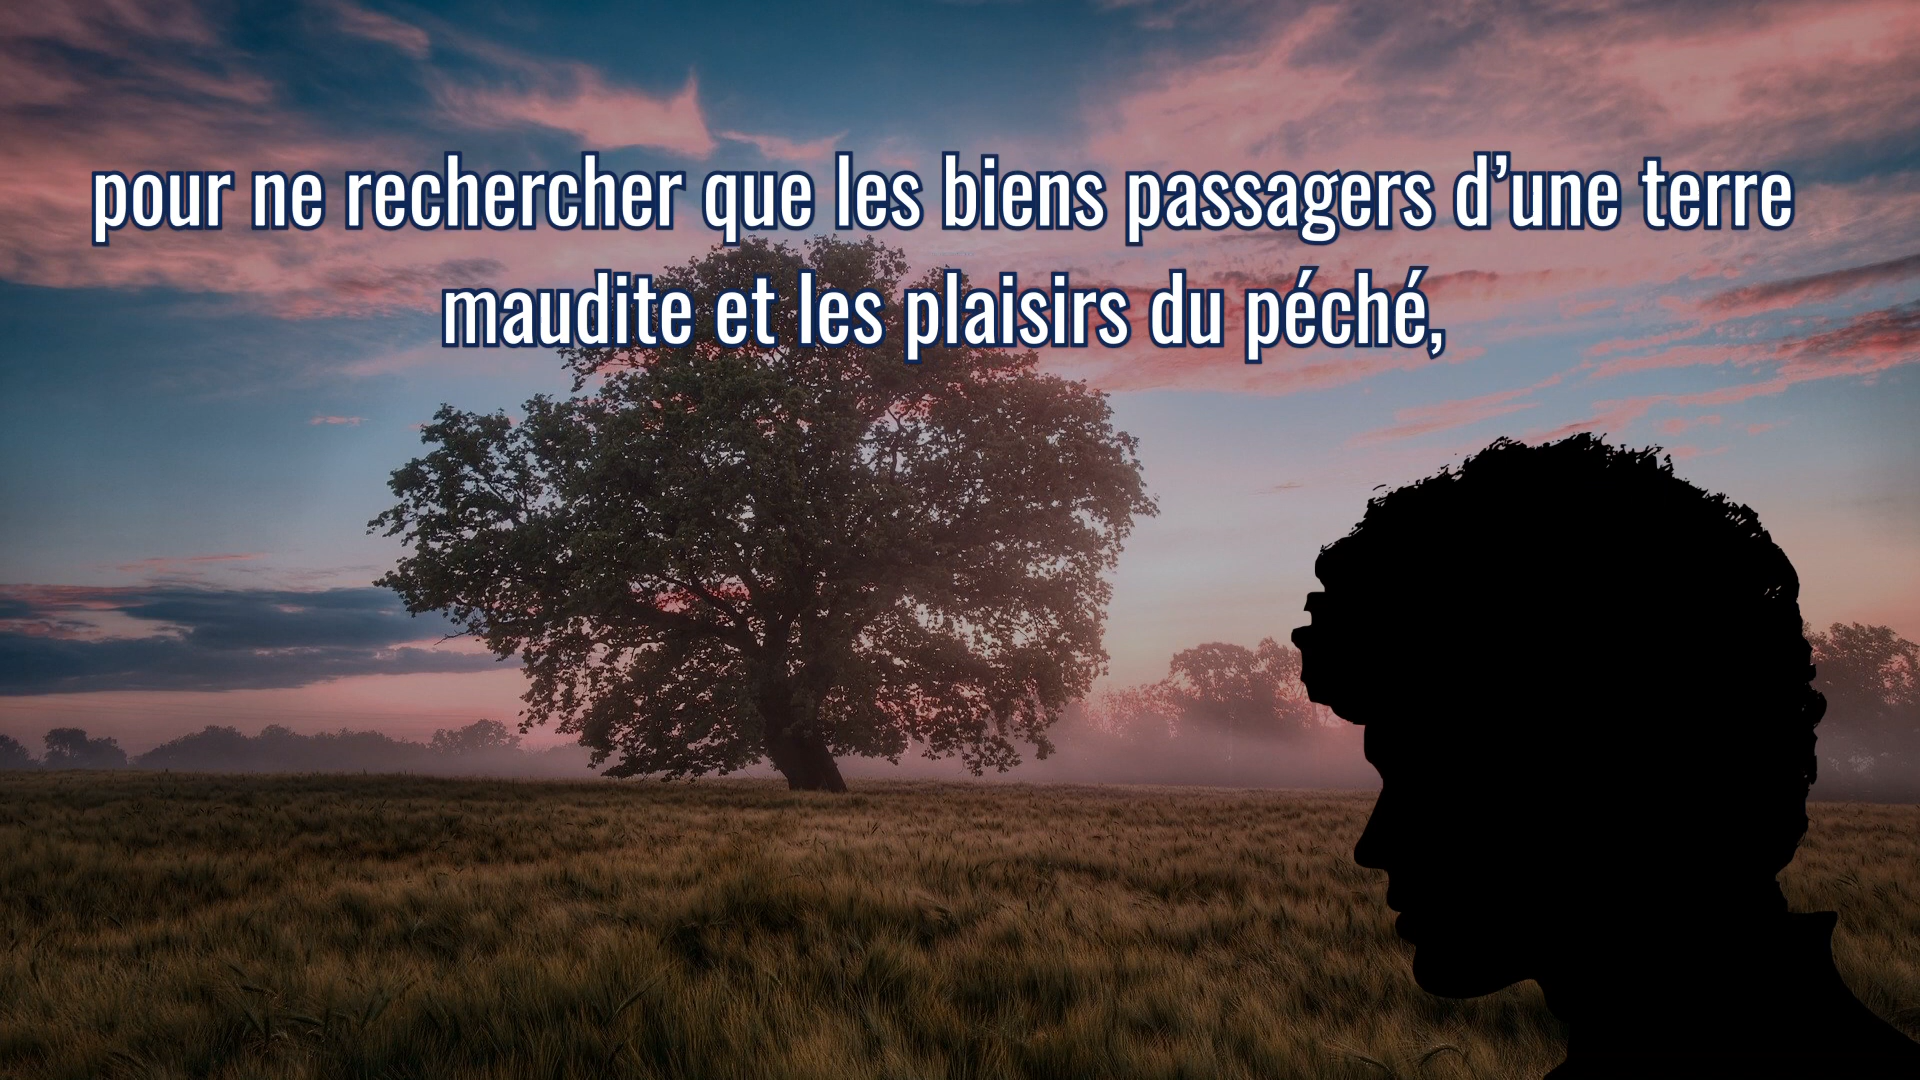 pour ne rechercher que les biens passagers d’une terre
maudite et les plaisirs du péché,